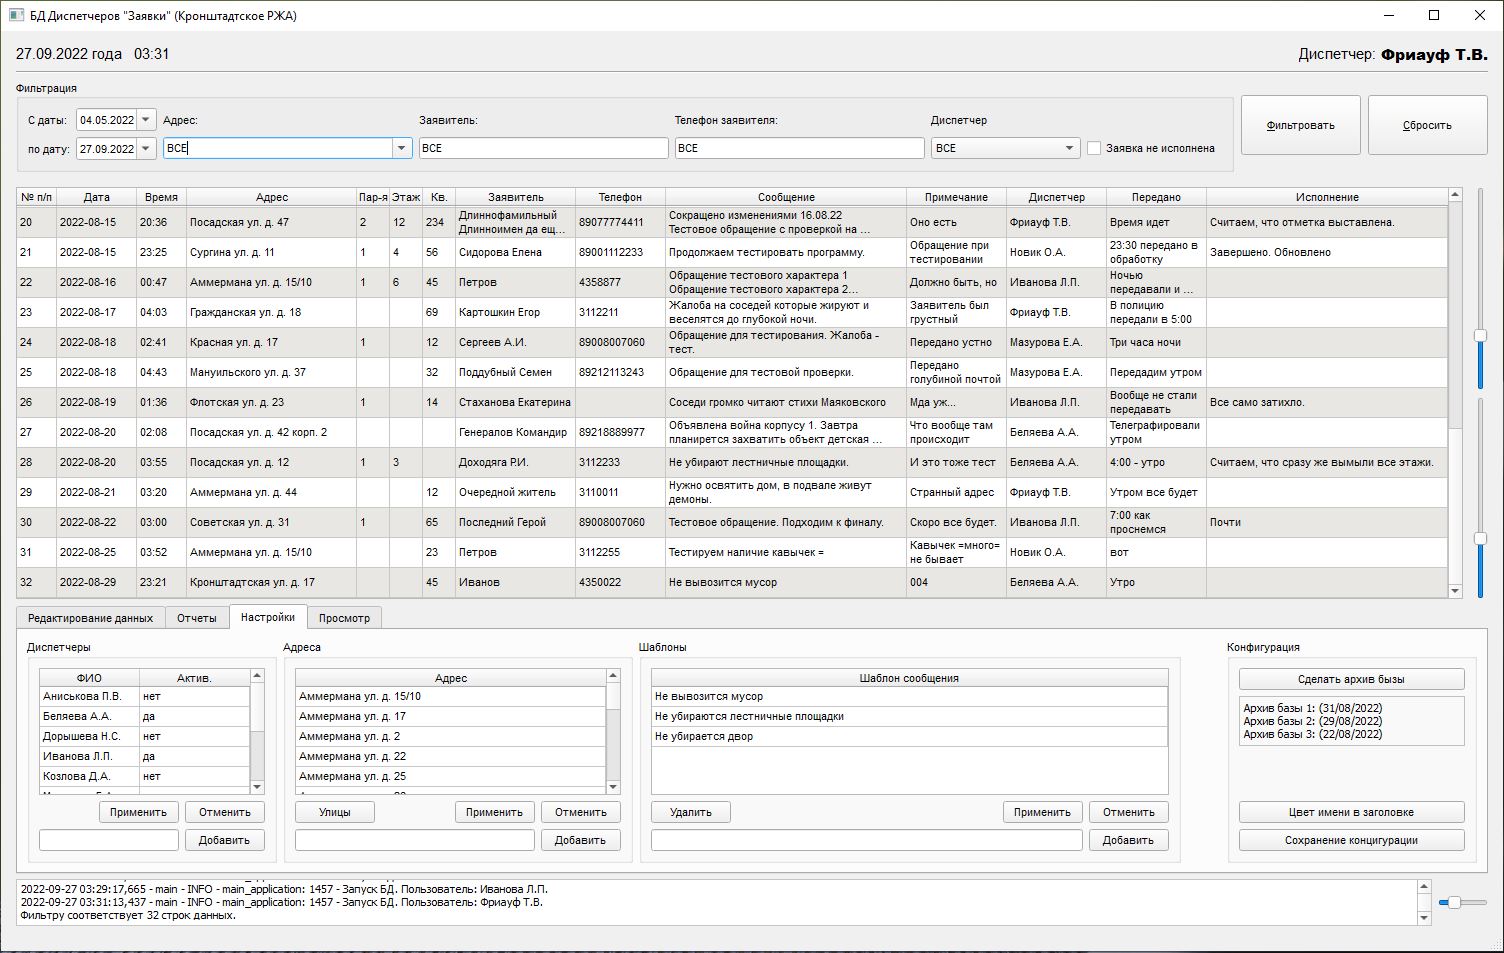 БД Диспетчеров "Заявки" (Кронштадтское РЖА)
27.09.2022 года 03:31
Диспетчер: Фриауф Т.В.
Фильтрация
С даты: 04.05.2022 Адрес: Заявитель: Телефон заявителя: Диспетчер
по дату: 27.09.2022 ВСЕ ВСЕ ВСЕ ВСЕ Заявка не исполнена
Фильтровать Сбросить
№ п/п Дата Время Адрес Пар-я Этаж Кв. Заявитель Телефон Сообщение Примечание Диспетчер Передано Исполнение
20 2022-08-15 20:36 Посадская ул. д. 47 2 12 234 Длиннофамильный Длинноимен да ещ... 89077774411 Сокращено изменениями 16.08.22 Тестовое обращение с проверкой на ... Оно есть Фриауф Т.В. Время идет Считаем, что отметка выставлена.
21 2022-08-15 23:25 Сургина ул. д. 11 1 4 56 Сидорова Елена 89001112233 Продолжаем тестировать программу. Обращение при тестировании Новик О.А. 23:30 передано в обработку Завершено. Обновлено
22 2022-08-16 00:47 Аммермана ул. д. 15/10 1 6 45 Петров 4358877 Обращение тестового характера 1 Обращение тестового характера 2... Должно быть, но Иванова Л.П. Ночью передавали и ...
23 2022-08-17 04:03 Гражданская ул. д. 18 69 Картошкин Егор 3112211 Жалоба на соседей которые жируют и веселятся до глубокой ночи. Заявитель был грустный Фриауф Т.В. В полицию передали в 5:00
24 2022-08-18 02:41 Красная ул. д. 17 1 12 Сергеев А.И. 89008007060 Обращение для тестирования. Жалоба - тест. Передано устно Мазурова Е.А. Три часа ночи
25 2022-08-18 04:43 Мануильского ул. д. 37 32 Поддубный Семен 89212113243 Обращение для тестовой проверки. Передано голубиной почтой Мазурова Е.А. Передадим утром
26 2022-08-19 01:36 Флотская ул. д. 23 1 14 Стаханова Екатерина Соседи громко читают стихи Маяковского Мда уж... Иванова Л.П. Вообще не стали передавать Все само затихло.
27 2022-08-20 02:08 Посадская ул. д. 42 корп. 2 Генералов Командир 89218889977 Объявлена война корпусу 1. Завтра планирется захватить объект детская ... Что вообще там происходит Беляева А.А. Телеграфировали утром
28 2022-08-20 03:55 Посадская ул. д. 12 1 3 Доходяга Р.И. 3112233 Не убирают лестничные площадки. И это тоже тест Беляева А.А. 4:00 - утро Считаем, что сразу же вымыли все этажи.
29 2022-08-21 03:20 Аммермана ул. д. 44 12 Очередной житель 3110011 Нужно освятить дом, в подвале живут демоны. Странный адрес Фриауф Т.В. Утром все будет
30 2022-08-22 03:00 Советская ул. д. 31 1 65 Последний Герой 89008007060 Тестовое обращение. Подходим к финалу. Скоро все будет. Иванова Л.П. 7:00 как проснемся Почти
31 2022-08-25 03:52 Аммермана ул. д. 15/10 23 Петров 3112255 Тестируем наличие кавычек = Кавычек =много= не бывает Новик О.А. вот
32 2022-08-29 23:21 Кронштадтская ул. д. 17 45 Иванов 4350022 Не вывозится мусор 004 Беляева А.А. Утро
Редактирование данных Отчеты Настройки Просмотр
Диспетчеры
ФИО Актив.
Аниськова П.В. нет
Беляева А.А. да
Дорышева Н.С. нет
Иванова Л.П. да
Козлова Д.А. нет
Применить Отменить
Добавить
Адреса
Адрес
Аммермана ул. д. 15/10
Аммермана ул. д. 17
Аммермана ул. д. 2
Аммермана ул. д. 22
Аммермана ул. д. 25
Улицы Применить Отменить
Добавить
Шаблоны
Шаблон сообщения
Не вывозится мусор
Не убираются лестничные площадки
Не убирается двор
Удалить Применить Отменить
Добавить
Конфигурация
Сделать архив бызы
Архив базы 1: (31/08/2022)
Архив базы 2: (29/08/2022)
Архив базы 3: (22/08/2022)
Цвет имени в заголовке
Сохранение концигурации
2022-09-27 03:29:17,665 - main - INFO - main_application: 1457 - Запуск БД. Пользователь: Иванова Л.П.
2022-09-27 03:31:13,437 - main - INFO - main_application: 1457 - Запуск БД. Пользователь: Фриауф Т.В.
Фильтру соответствует 32 строк данных.